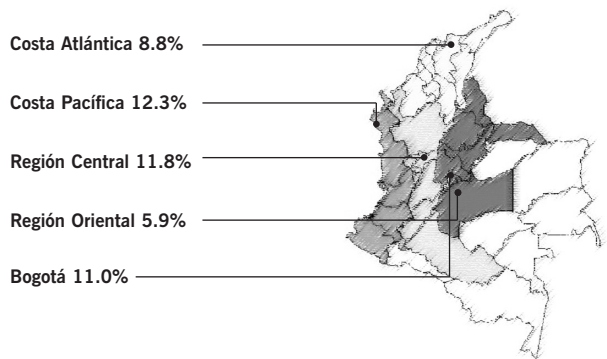 Costa Atlántica 8.8%
Costa Pacífica 12.3%
Región Central 11.8%
Región Oriental 5.9%
Bogotá 11.0%